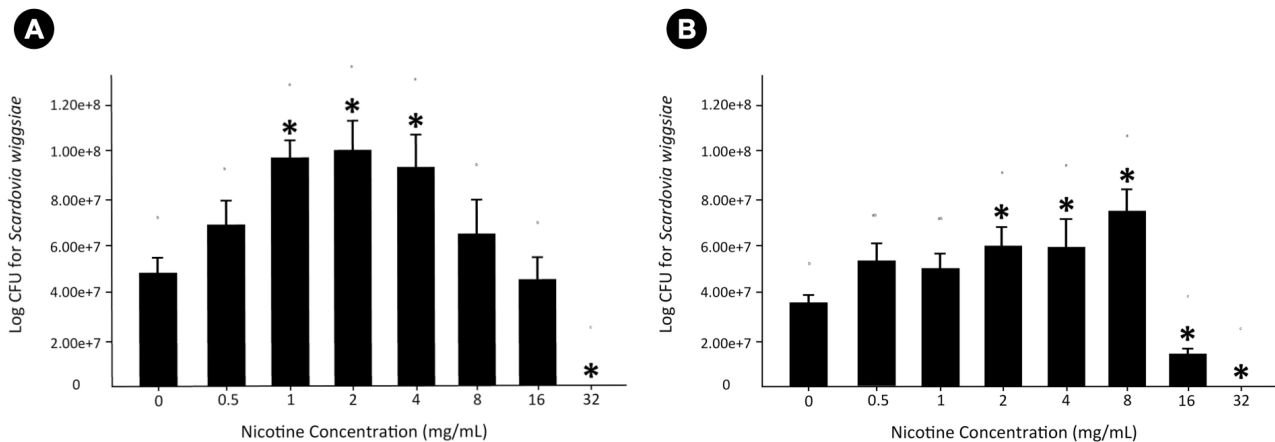 A
Log CFU for Scardovia wiggsiae
1.20e+8
1.00e+8
8.00e+7
6.00e+7
4.00e+7
2.00e+7
0
* * * *
0 0.5 1 2 4 8 16 32
Nicotine Concentration (mg/mL)
B
Log CFU for Scardovia wiggsiae
1.20e+8
1.00e+8
8.00e+7
6.00e+7
4.00e+7
2.00e+7
0
* * * * *
0 0.5 1 2 4 8 16 32
Nicotine Concentration (mg/mL)